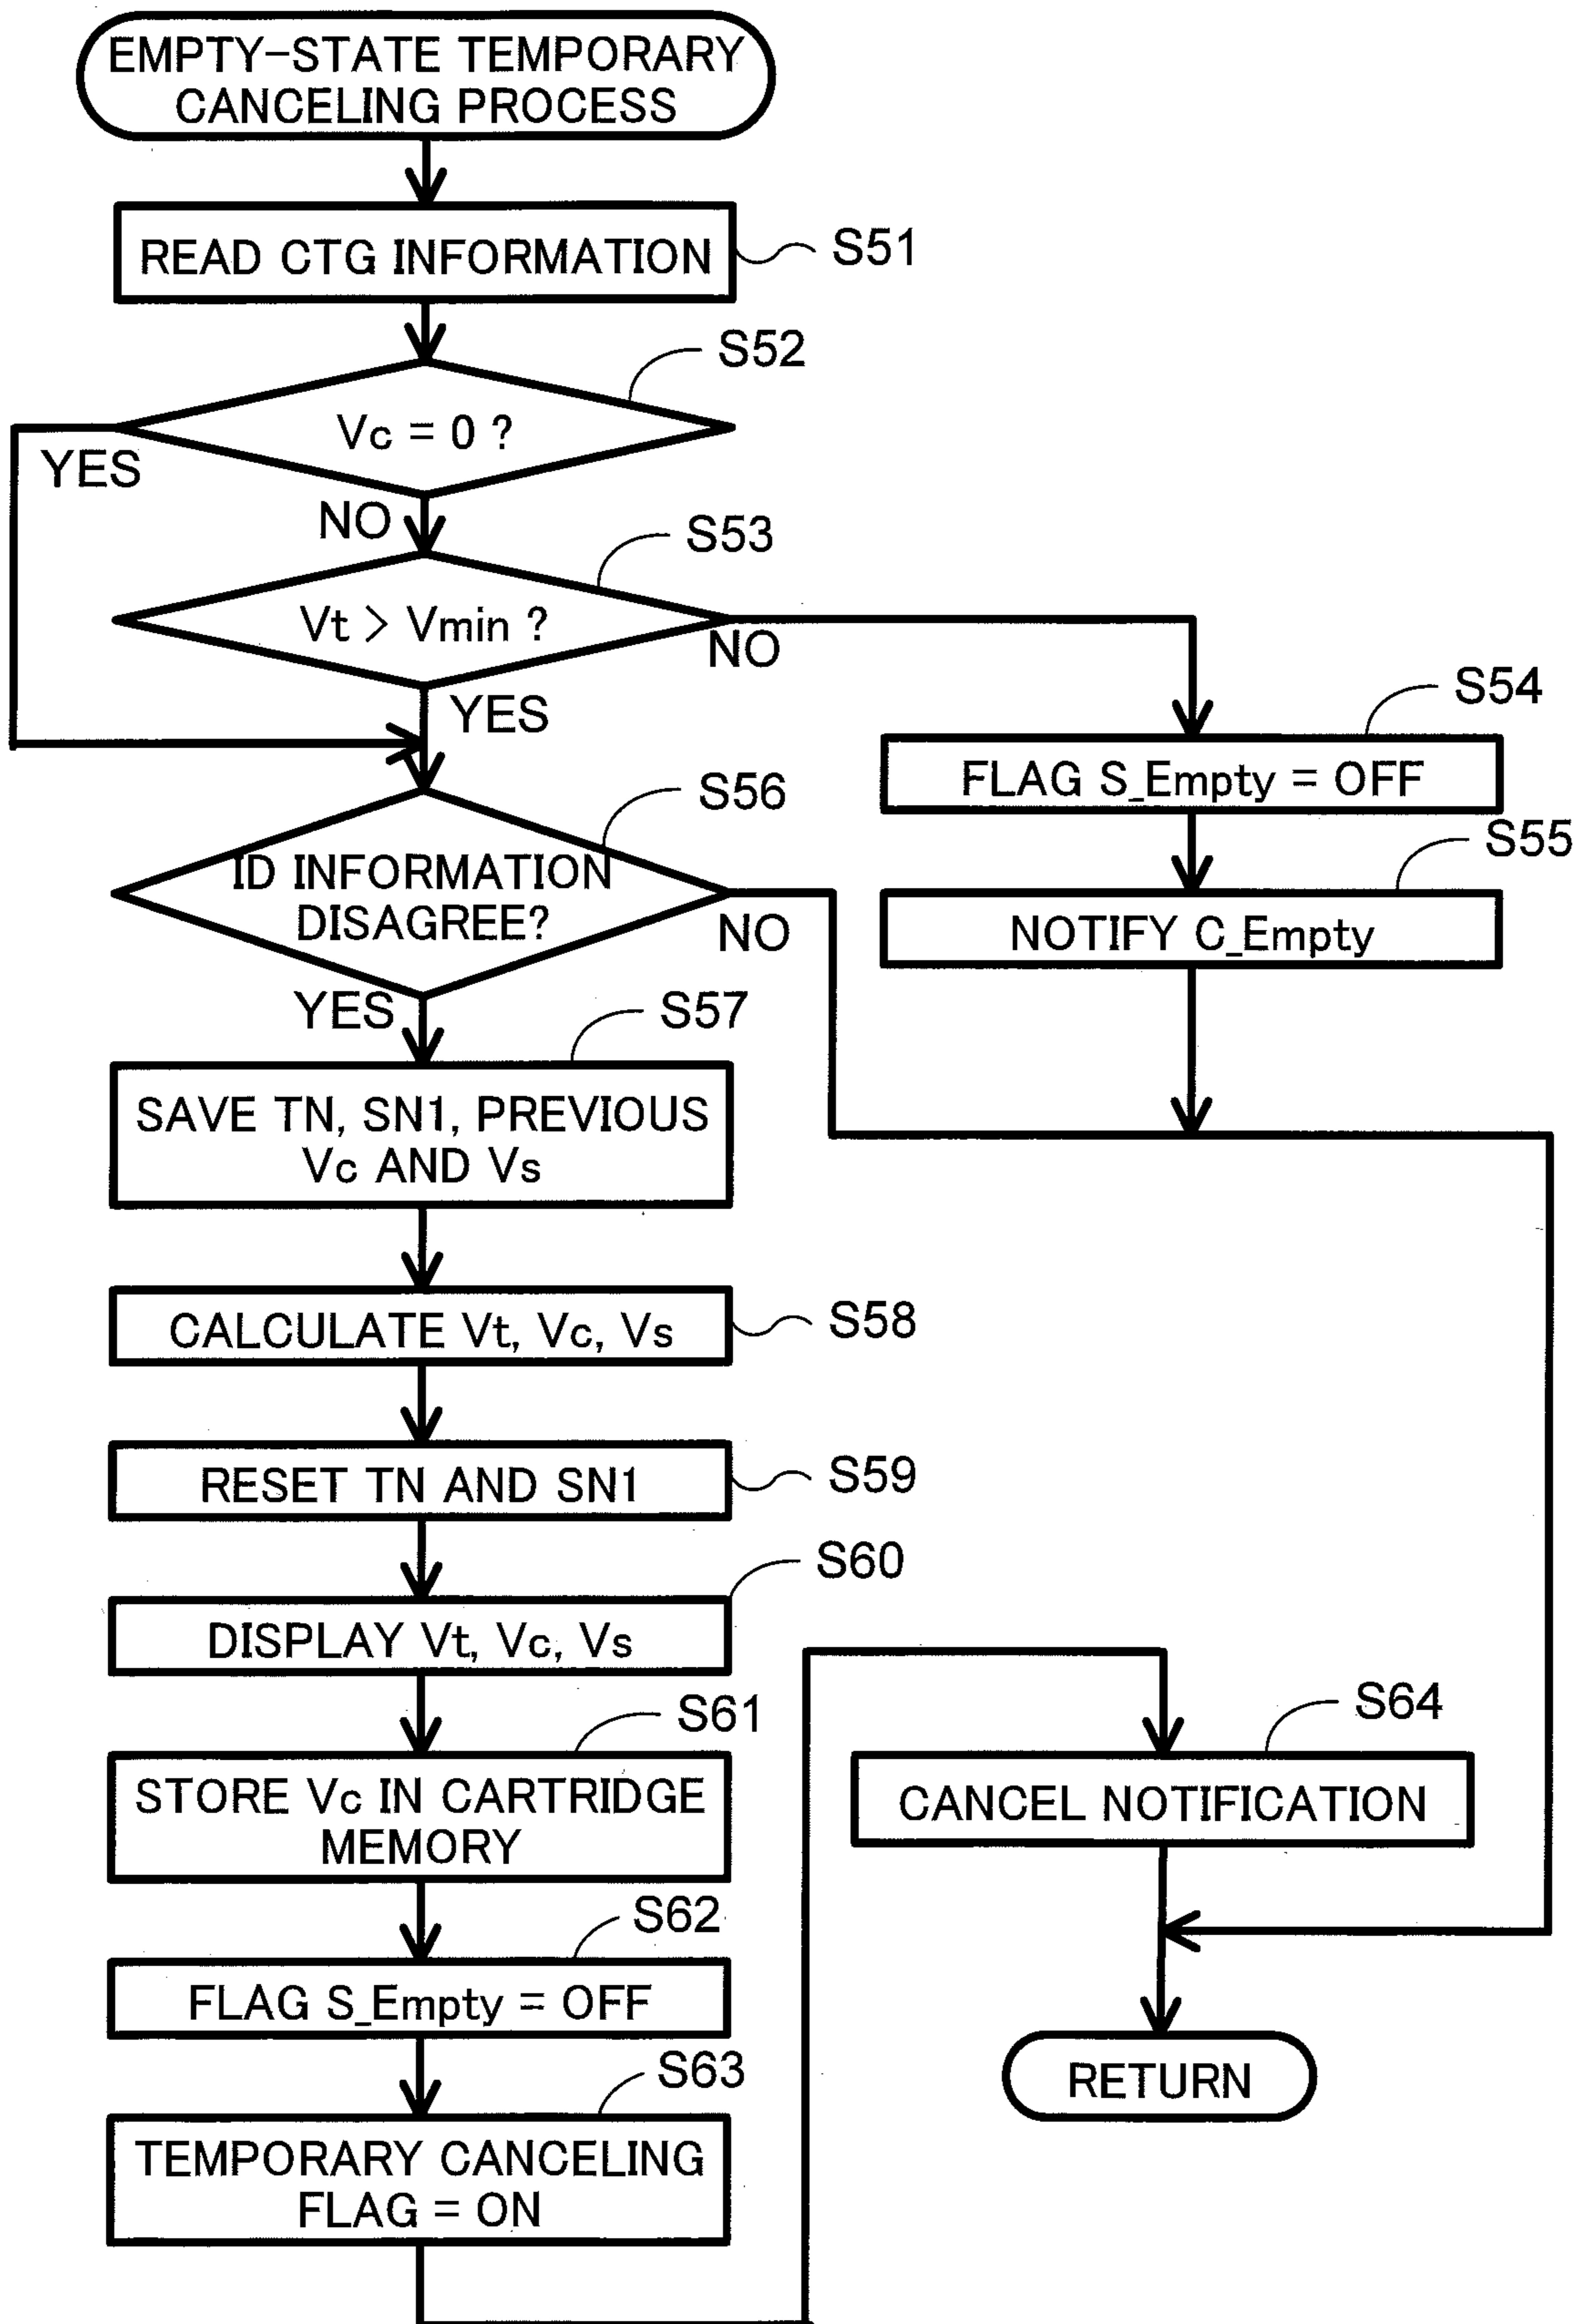 EMPTY-STATE TEMPORARY
CANCELING PROCESS
READ CTG INFORMATION
S51
S52
Vc = 0 ?
YES
NO
S53
Vt > Vmin ?
NO
YES
S54
FLAG S_Empty = OFF
S55
NOTIFY C_Empty
S56
ID INFORMATION
DISAGREE?
NO
YES
S57
SAVE TN, SN1, PREVIOUS
Vc AND Vs
CALCULATE Vt, Vc, Vs
S58
RESET TN AND SN1
S59
S60
DISPLAY Vt, Vc, Vs
S61
STORE Vc IN CARTRIDGE
MEMORY
S62
FLAG S_Empty = OFF
S63
TEMPORARY CANCELING
FLAG = ON
S64
CANCEL NOTIFICATION
RETURN